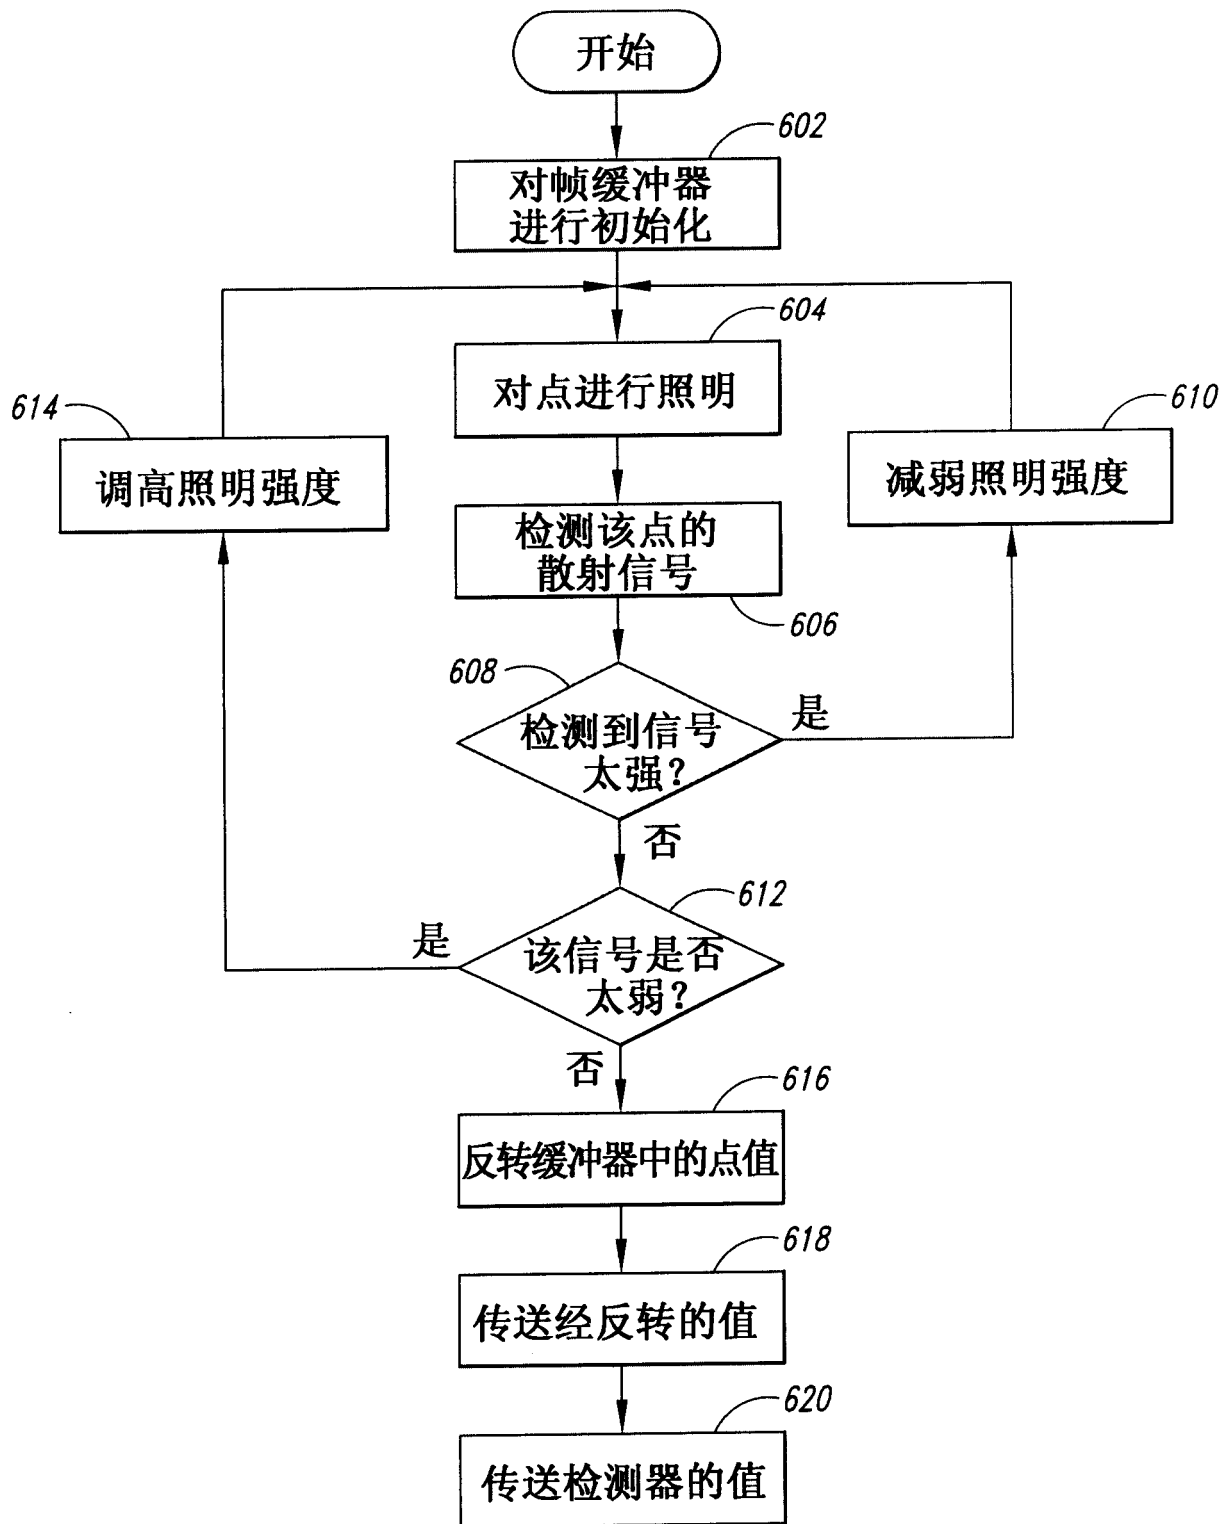 开始
602
对帧缓冲器
进行初始化
604
对点进行照明
614
调高照明强度
610
减弱照明强度
检测该点的
散射信号
606
608
检测到信号
太强?
是
否
612
该信号是否
太弱?
是
否
616
反转缓冲器中的点值
618
传送经反转的值
620
传送检测器的值